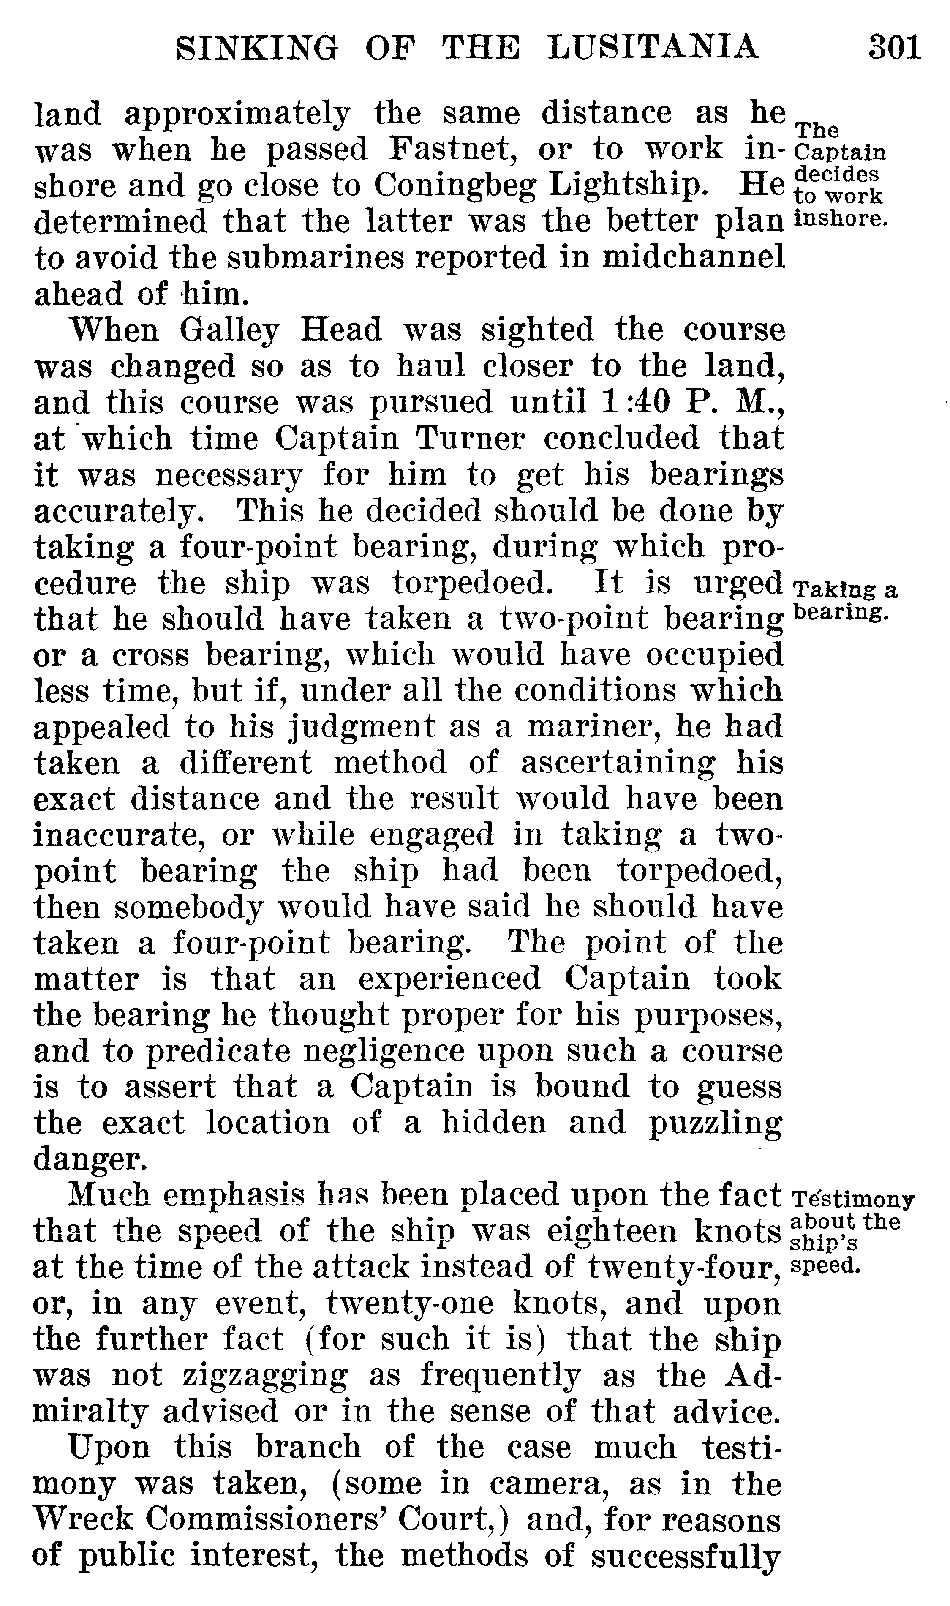 SINKING OF THE LUSITANIA 301
land approximately the same distance as he
was when he passed Fastnet, or to work in-
shore and go close to Coningbeg Lightship. He
determined that the latter was the better plan
to avoid the submarines reported in midchannel
ahead of him.
The
Captain
decides
to work
inshore.
When Galley Head was sighted the course
was changed so as to haul closer to the land,
and this course was pursued until 1:40 P. M.,
at which time Captain Turner concluded that
it was necessary for him to get his bearings
accurately. This he decided should be done by
taking a four-point bearing, during which pro-
cedure the ship was torpedoed. It is urged
that he should have taken a two-point bearing
or a cross bearing, which would have occupied
less time, but if, under all the conditions which
appealed to his judgment as a mariner, he had
taken a different method of ascertaining his
exact distance and the result would have been
inaccurate, or while engaged in taking a two-
point bearing the ship had been torpedoed,
then somebody would have said he should have
taken a four-point bearing. The point of the
matter is that an experienced Captain took
the bearing he thought proper for his purposes,
and to predicate negligence upon such a course
is to assert that a Captain is bound to guess
the exact location of a hidden and puzzling
danger.
Taking a
bearing.
Much emphasis has been placed upon the fact
that the speed of the ship was eighteen knots
at the time of the attack instead of twenty-four,
or, in any event, twenty-one knots, and upon
the further fact (for such it is) that the ship
was not zigzagging as frequently as the Ad-
miralty advised or in the sense of that advice.
Testimony
about the
ship's
speed.
Upon this branch of the case much testi-
mony was taken, (some in camera, as in the
Wreck Commissioners' Court,) and, for reasons
of public interest, the methods of successfully